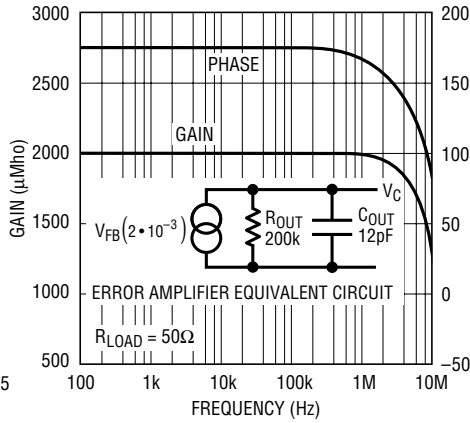 3000
2500
2000
1500
1000
500
GAIN (µMho)
200
150
100
50
0
–50
PHASE
GAIN
V_C
V_FB(2 • 10⁻³)
R_OUT
200k
C_OUT
12pF
ERROR AMPLIFIER EQUIVALENT CIRCUIT
R_LOAD = 50Ω
5
100 1k 10k 100k 1M 10M
FREQUENCY (Hz)